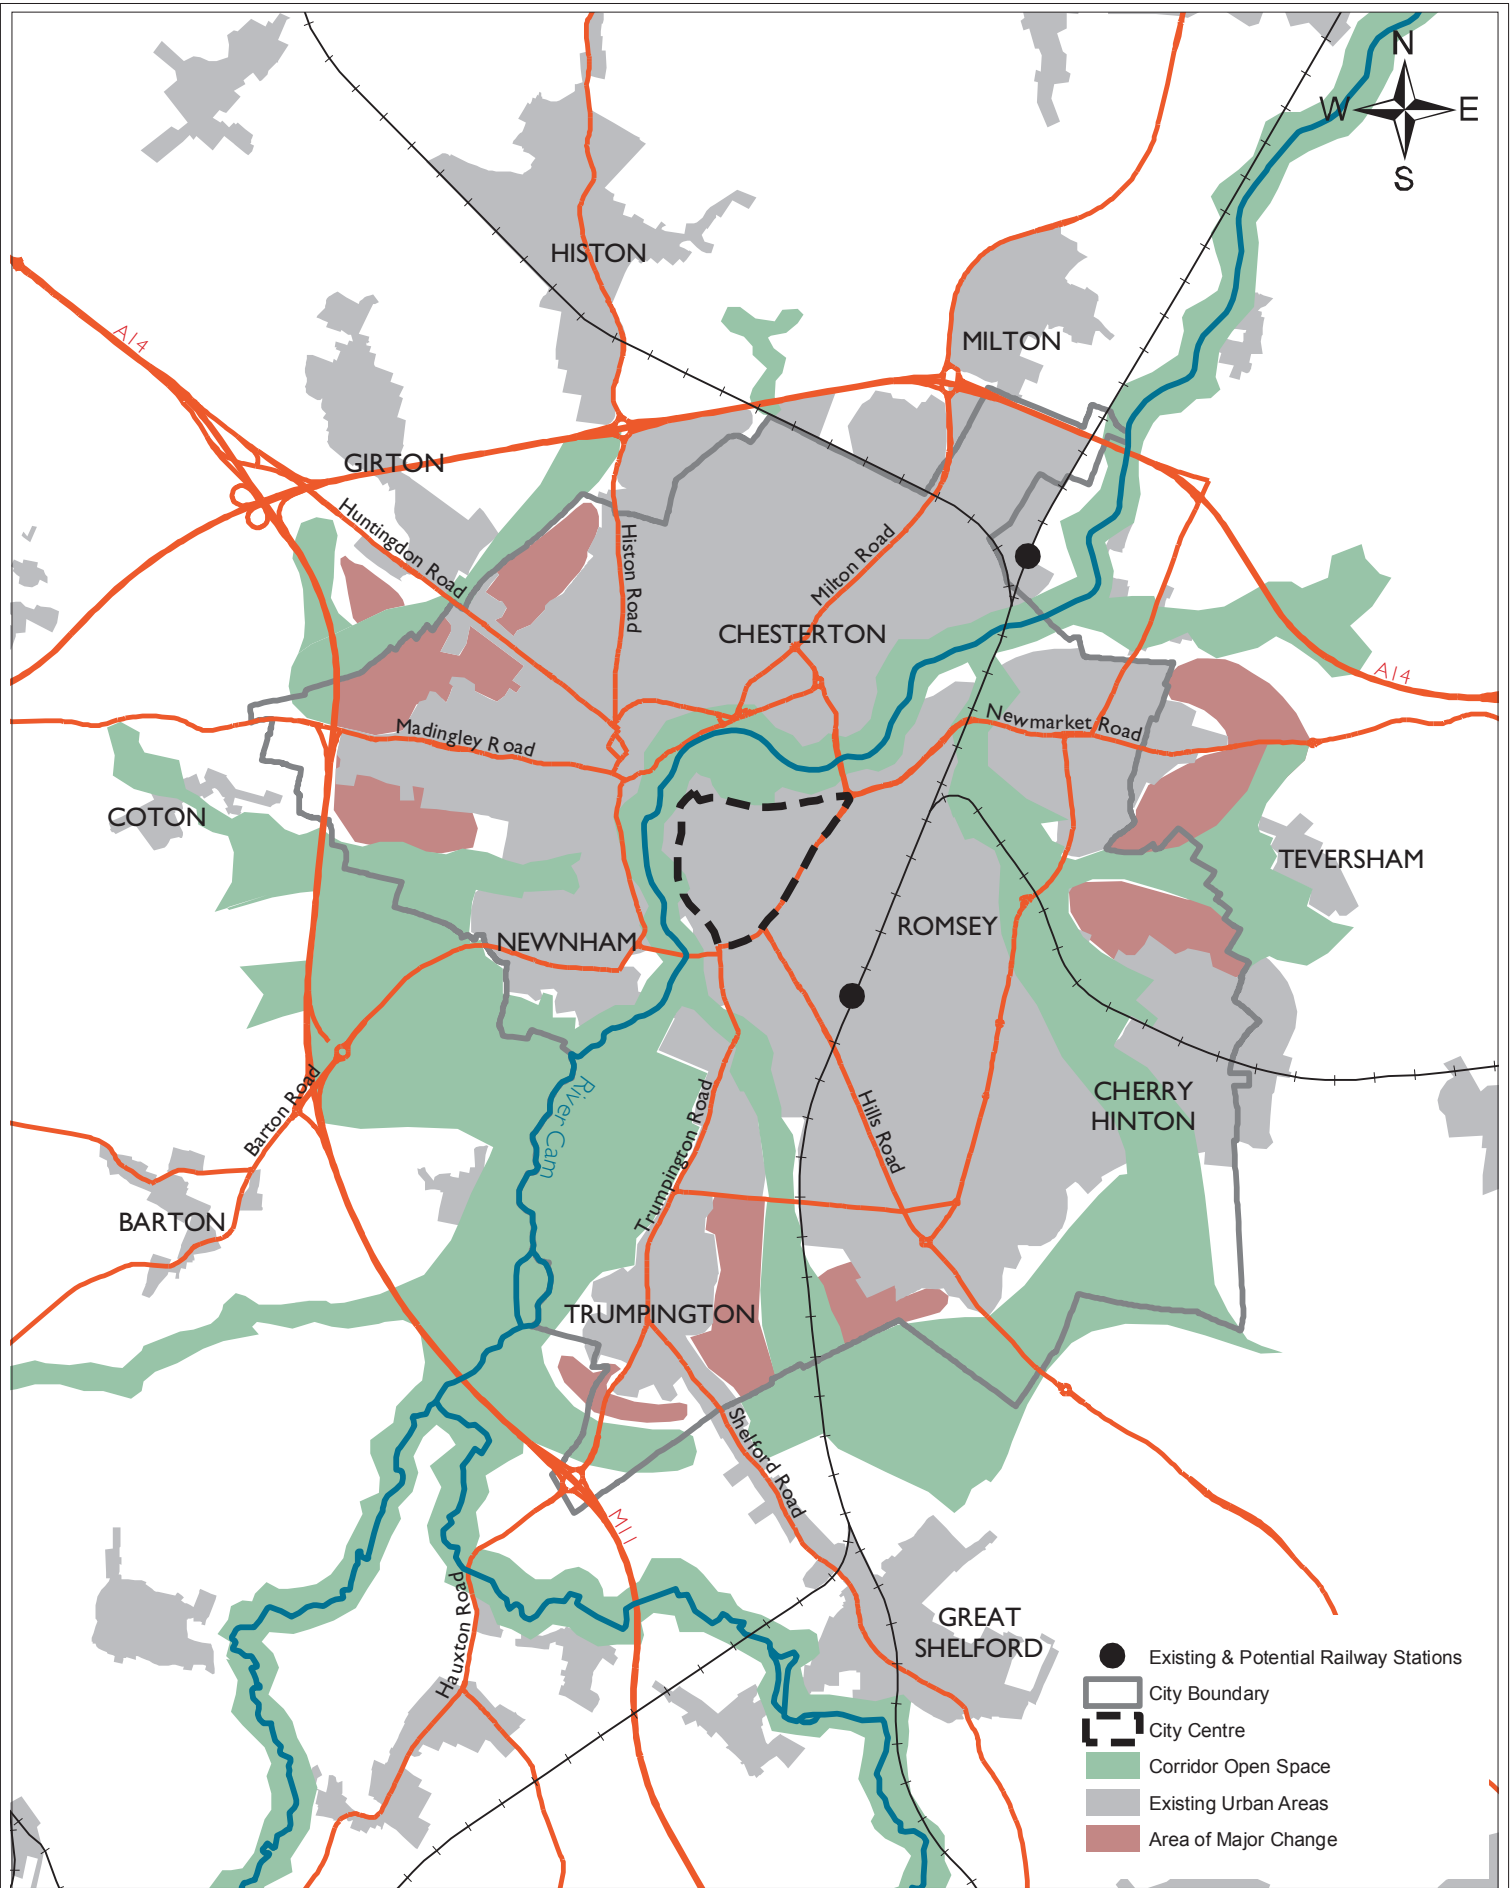 N
W E
S
HISTON
A14
MILTON
GIRTON
Huntingdon Road
Histon Road
Milton Road
CHESTERTON
A14
Newmarket Road
Madingley Road
COTON
TEVERSHAM
ROMSEY
NEWNHAM
Barton Road
River Cam
CHERRY
HINTON
Hills Road
Trumpington Road
BARTON
TRUMPINGTON
Shelford Road
M11
Hauxton Road
GREAT
SHELFORD
Existing & Potential Railway Stations
City Boundary
City Centre
Corridor Open Space
Existing Urban Areas
Area of Major Change